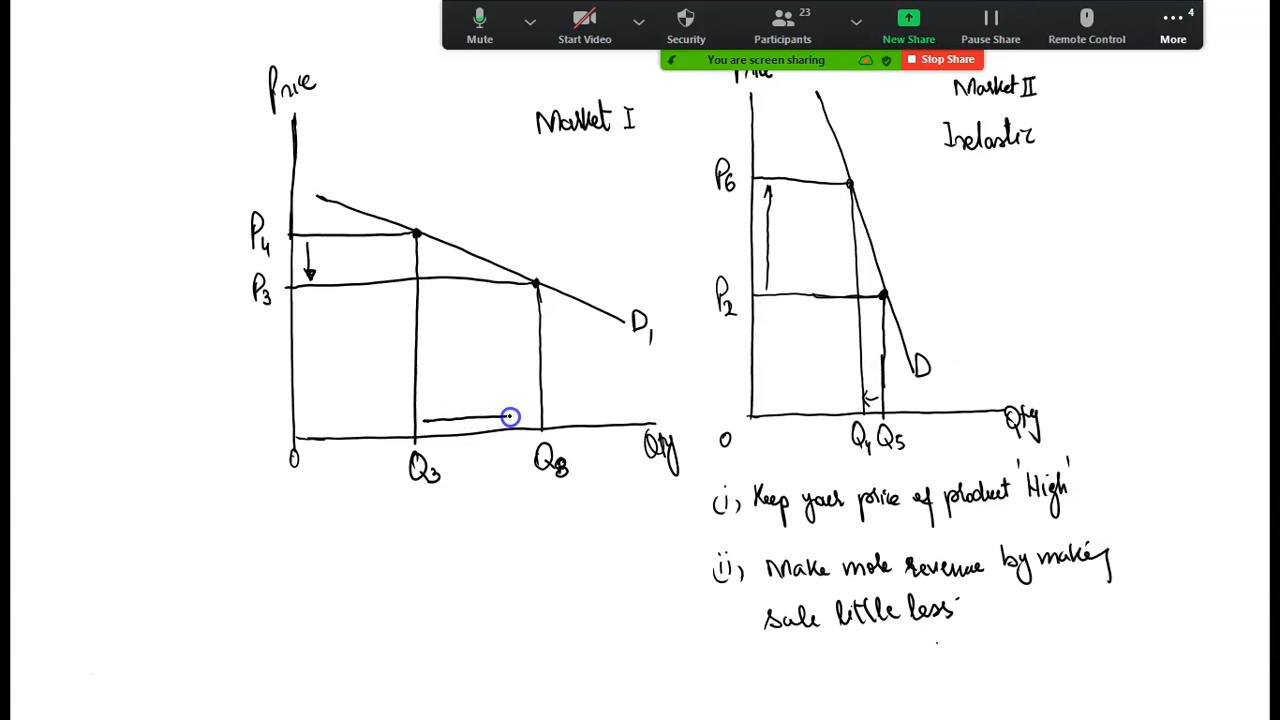 23
4
Mute
Start Video
Security
Participants
New Share
Pause Share
Remote Control
More
You are screen sharing
Stop Share
Price
Market I
P4
P3
D1
0
Q3
Q8
Qty
Price
Market II
Inelastic
P6
P2
D
0
Q4
Q5
Qty
(i), Keep your price of product 'High'
(ii), Make more revenue by making
sale little less